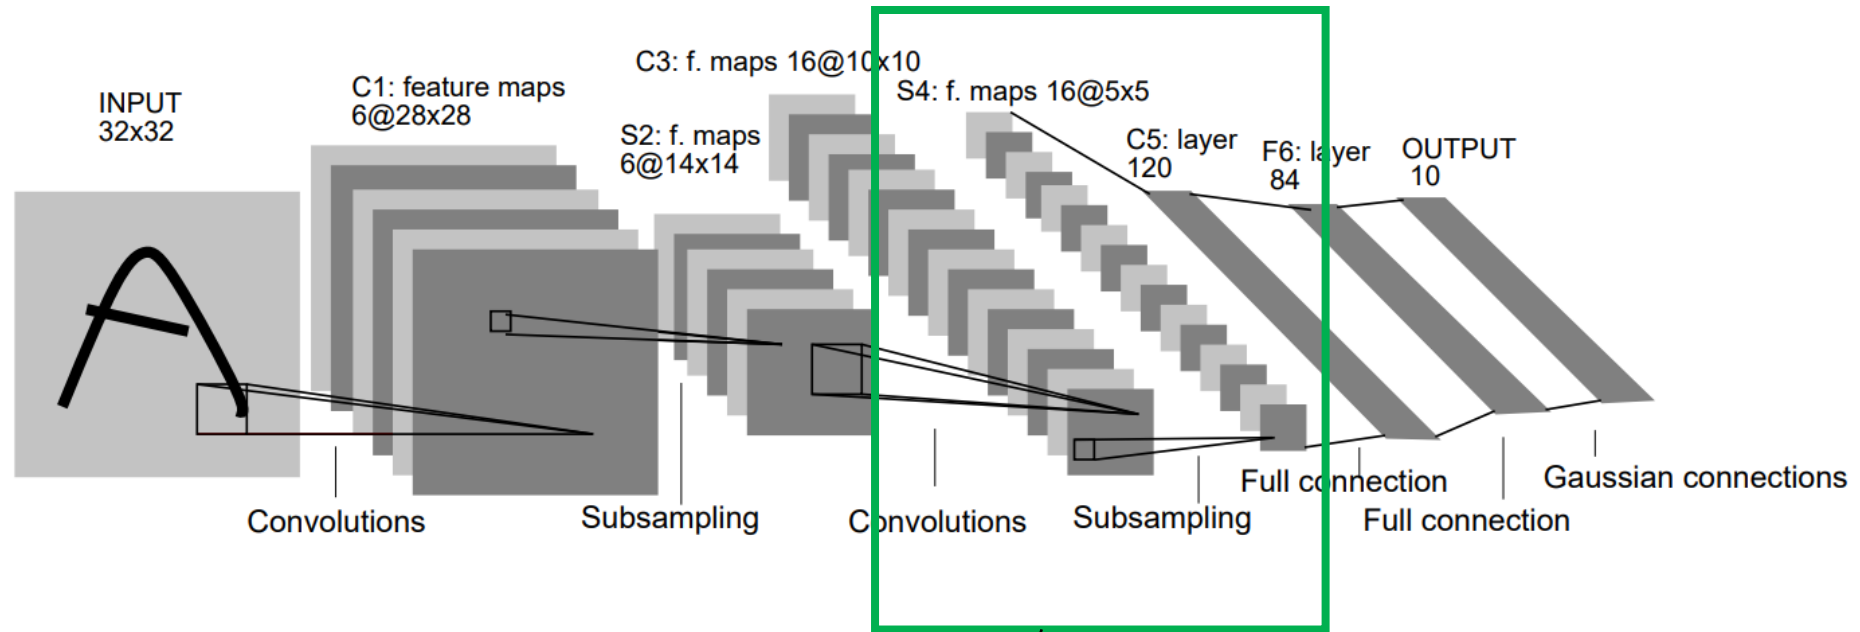 INPUT
32x32
C1: feature maps
6@28x28
S2: f. maps
6@14x14
C3: f. maps 16@10x10
S4: f. maps 16@5x5
C5: layer
120
F6: layer
84
OUTPUT
10
Convolutions
Subsampling
Convolutions
Subsampling
Full connection
Full connection
Gaussian connections